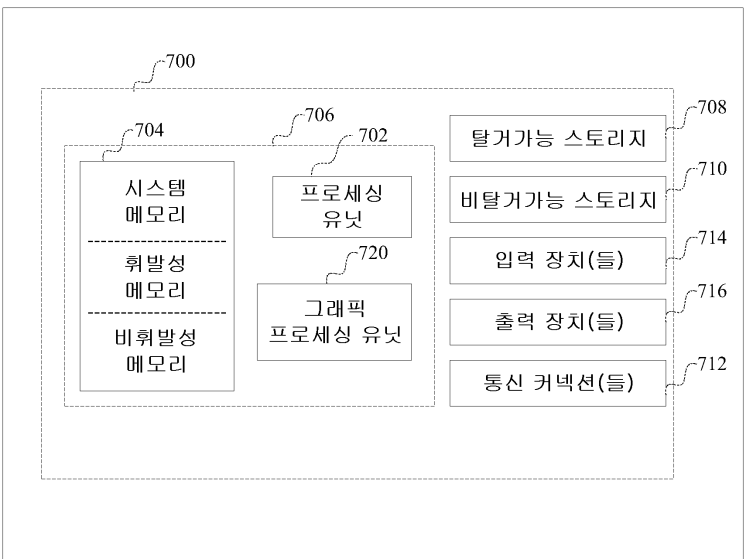 700
704
시스템
메모리
휘발성
메모리
비휘발성
메모리
706
702
프로세싱
유닛
720
그래픽
프로세싱 유닛
708
탈거가능 스토리지
710
비탈거가능 스토리지
714
입력 장치(들)
716
출력 장치(들)
712
통신 커넥션(들)